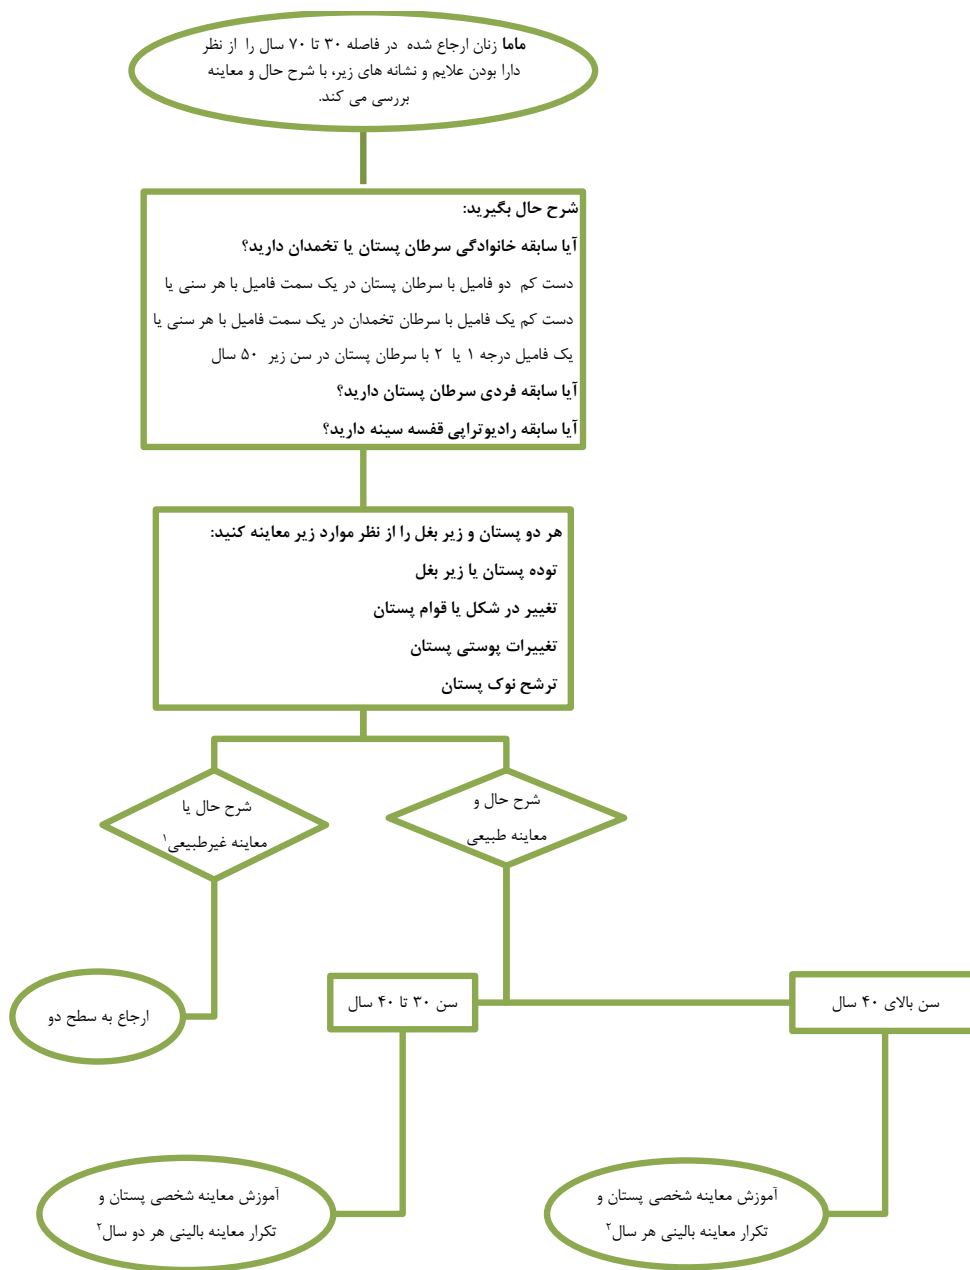 ماما زنان ارجاع شده در فاصله ۳۰ تا ۷۰ سال را از نظر
دارا بودن علایم و نشانه های زیر، با شرح حال و معاینه
بررسی می کند.
شرح حال بگیرید:
آیا سابقه خانوادگی سرطان پستان یا تخمدان دارید؟
دست کم دو فامیل با سرطان پستان در یک سمت فامیل با هر سنی یا
دست کم یک فامیل با سرطان تخمدان در یک سمت فامیل با هر سنی یا
یک فامیل درجه ۱ یا ۲ با سرطان پستان در سن زیر ۵۰ سال
آیا سابقه فردی سرطان پستان دارید؟
آیا سابقه رادیوتراپی قفسه سینه دارید؟
هر دو پستان و زیر بغل را از نظر موارد زیر معاینه کنید:
توده پستان یا زیر بغل
تغییر در شکل یا قوام پستان
تغییرات پوستی پستان
ترشح نوک پستان
شرح حال و
معاینه طبیعی
شرح حال یا
معاینه غیرطبیعی۱
سن بالای ۴۰ سال
سن ۳۰ تا ۴۰ سال
ارجاع به سطح دو
آموزش معاینه شخصی پستان و
تکرار معاینه بالینی هر سال۲
آموزش معاینه شخصی پستان و
تکرار معاینه بالینی هر دو سال۲